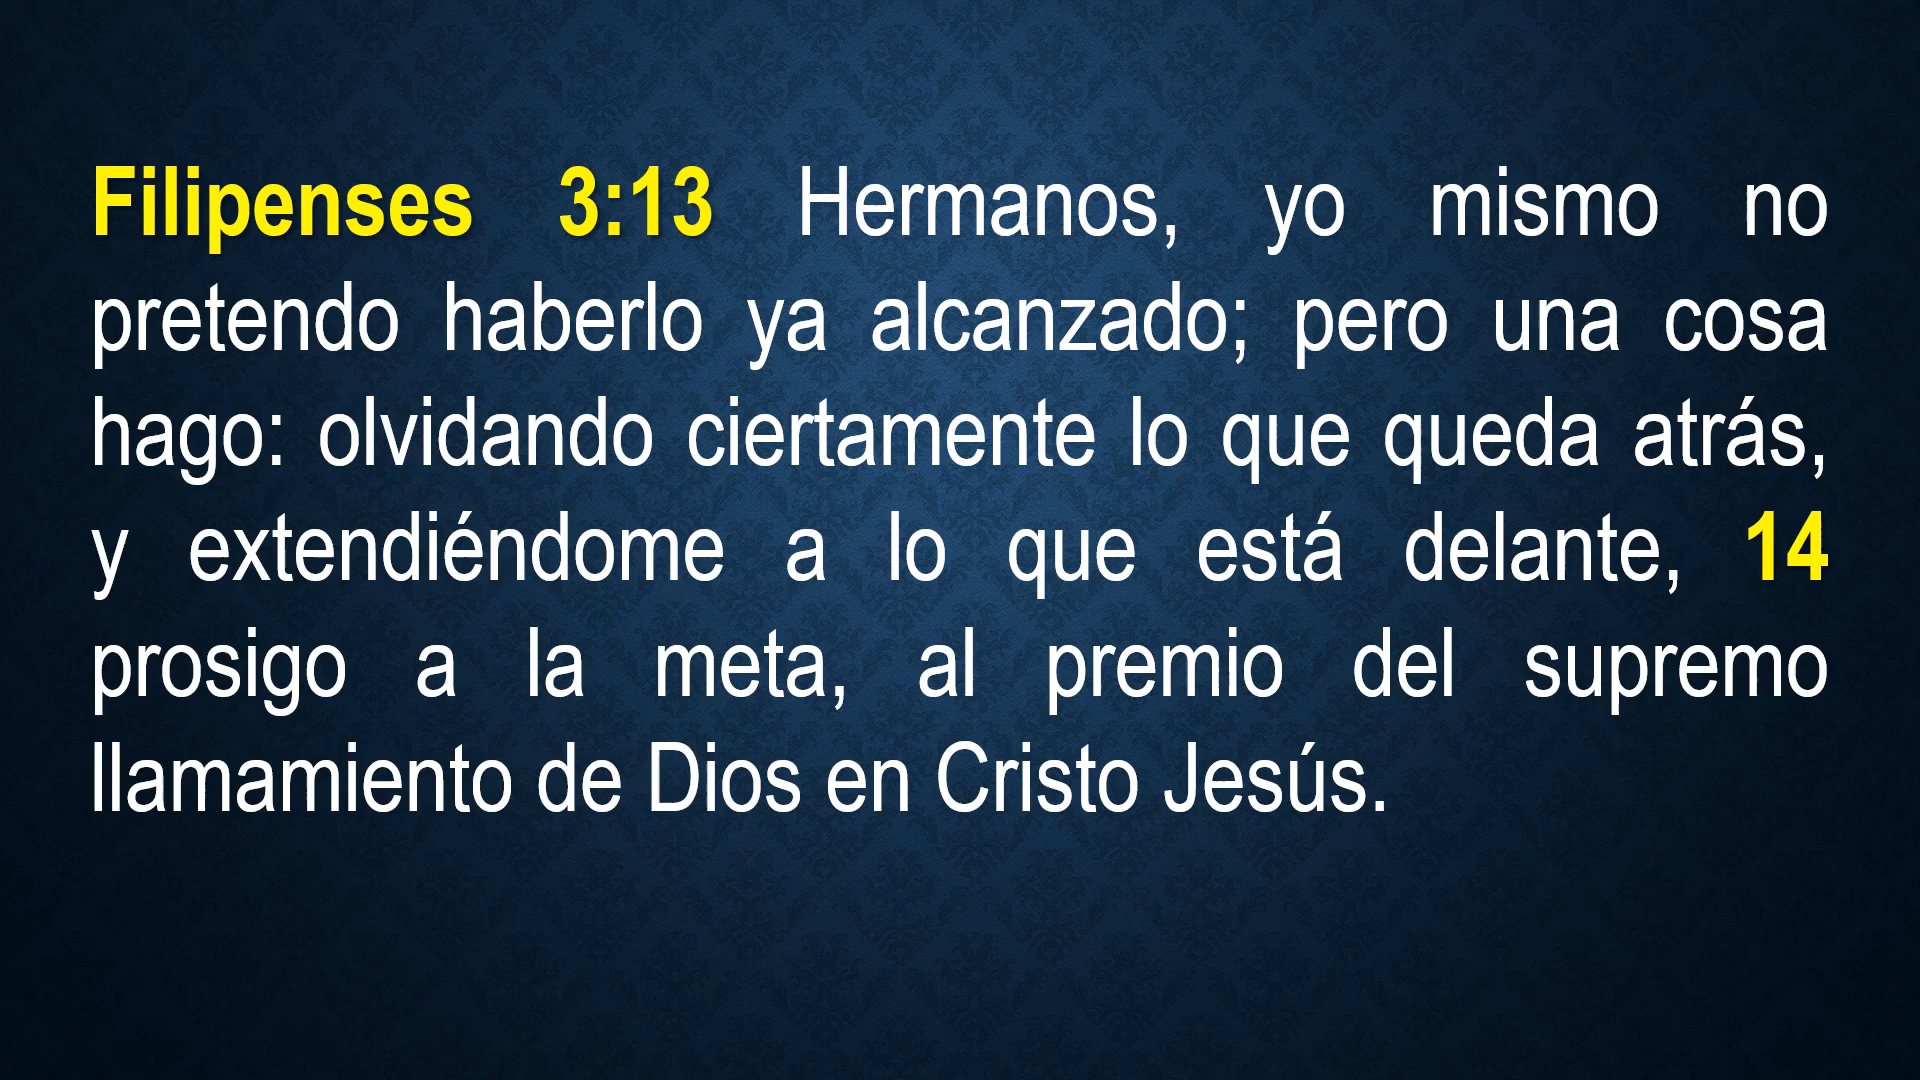 Filipenses 3:13 Hermanos, yo mismo no
pretendo haberlo ya alcanzado; pero una cosa
hago: olvidando ciertamente lo que queda atrás,
y extendiéndome a lo que está delante, 14
prosigo a la meta, al premio del supremo
llamamiento de Dios en Cristo Jesús.